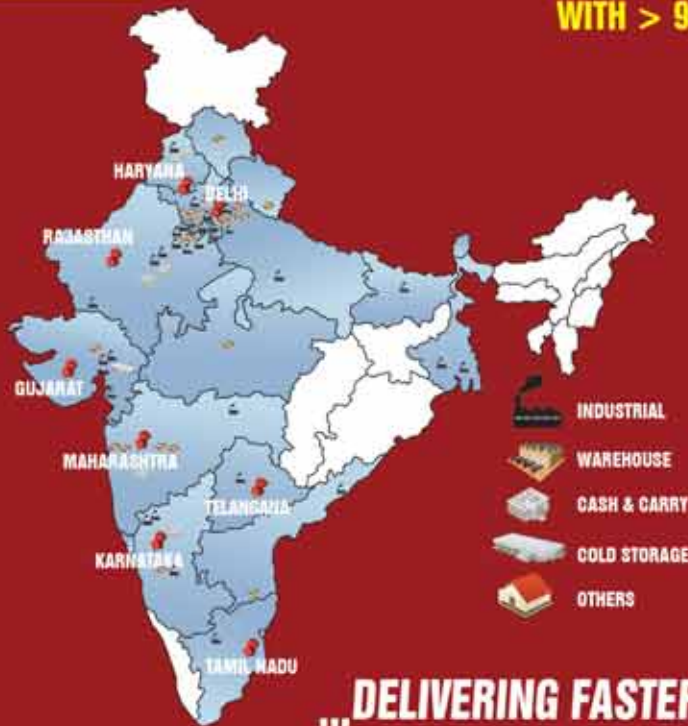 WITH > 9
HARYANA
DELHI
RAJASTHAN
GUJARAT
MAHARASHTRA
TELANGANA
KARNATAKA
TAMIL NADU
INDUSTRIAL
WAREHOUSE
CASH & CARRY
COLD STORAGE
OTHERS
...DELIVERING FASTER